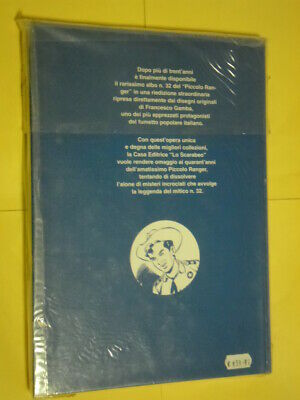 Dopo più di trent'anni
è finalmente disponibile
il rarissimo albo n. 32 del "Piccolo Ran-
ger" in una riedizione straordinaria
ripresa direttamente dai disegni originali
di Francesco Gamba,
uno dei più apprezzati protagonisti
del fumetto popolare italiano.
Con quest'opera unica
e degna delle migliori collezioni,
la Casa Editrice "Lo Scarabeo"
vuole rendere omaggio ai quarant'anni
dell'amatissimo Piccolo Ranger,
tentando di dissolvere
l'alone di misteri incrociati che avvolge
la leggenda del mitico n. 32.